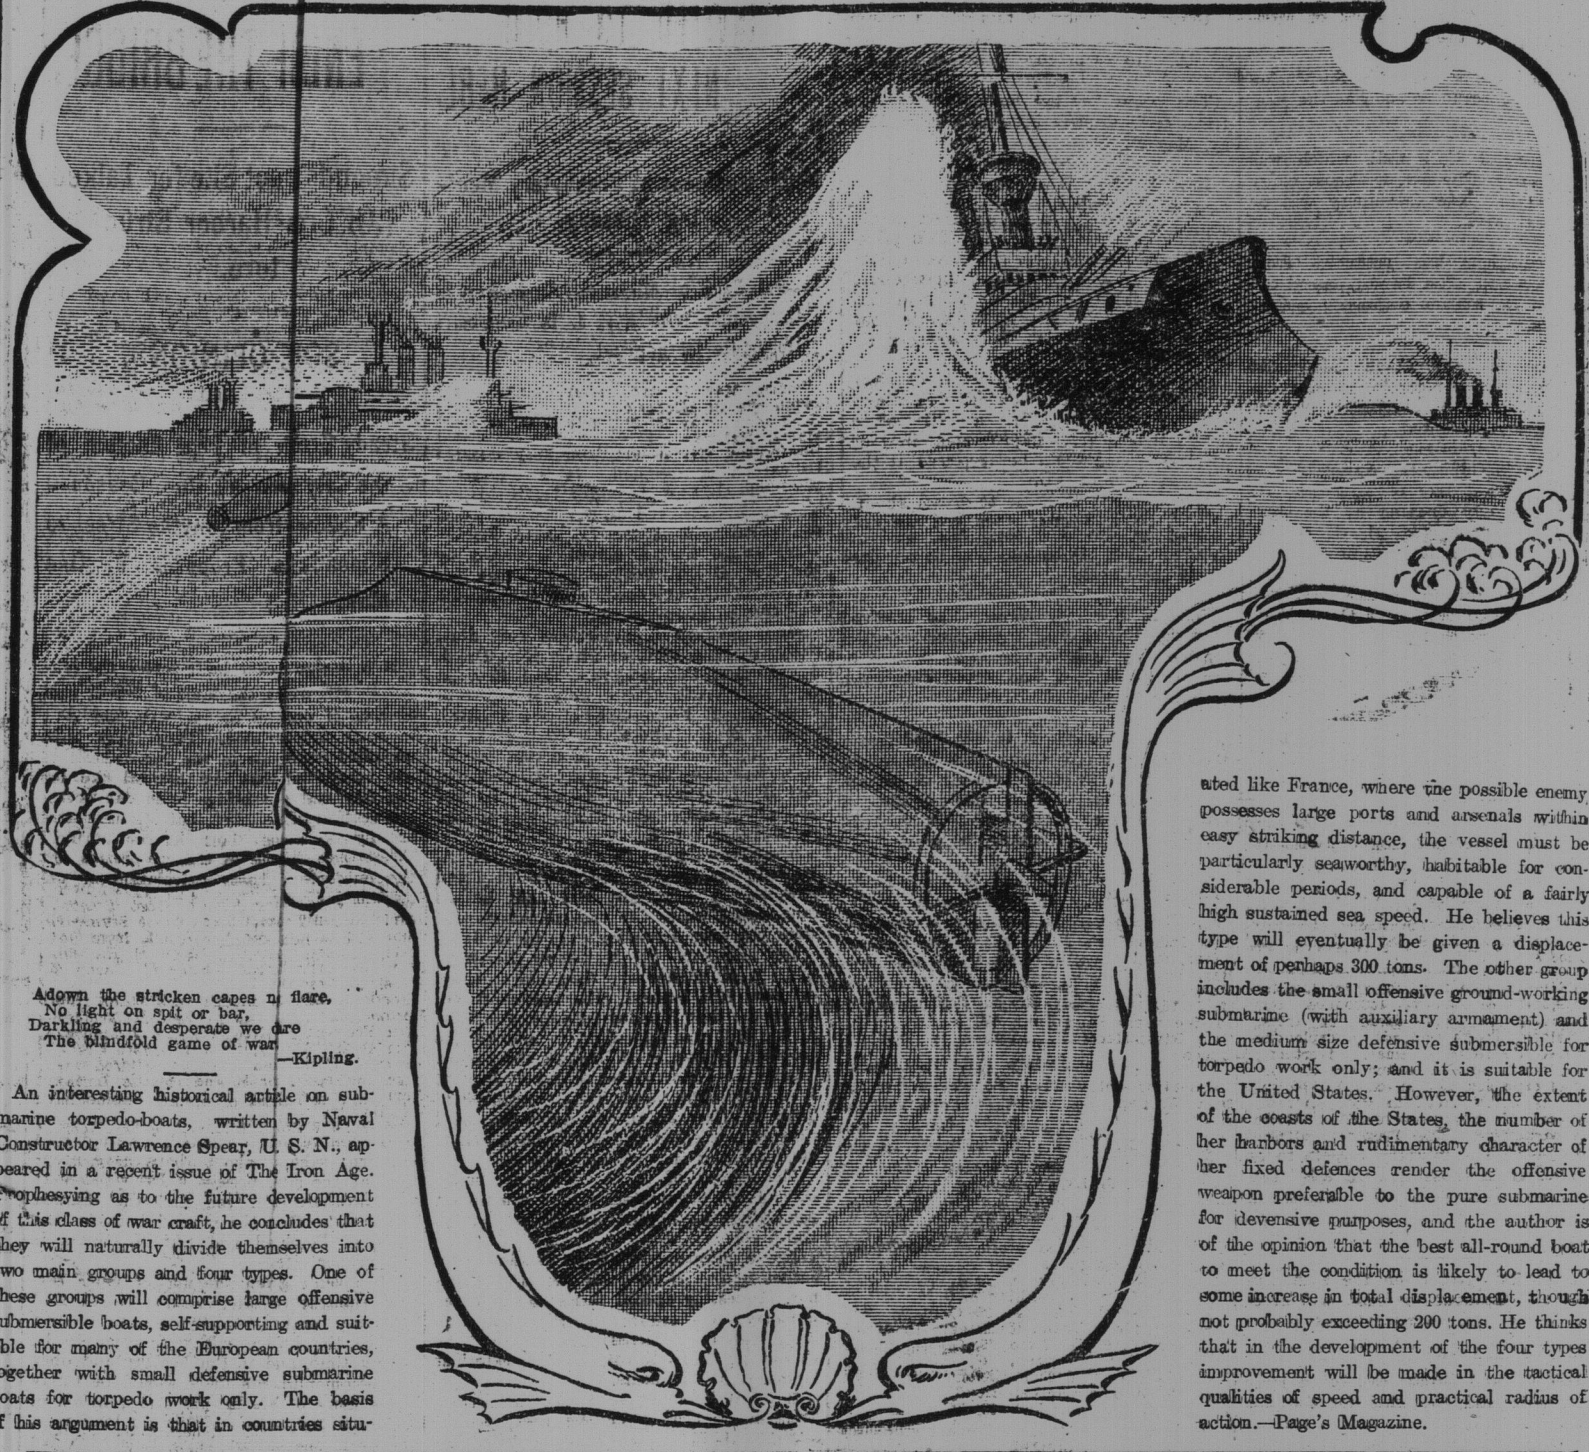 Adown the stricken capes no flare,
No light on spit or bar,
Darkling and desperate we dare
The blindfold game of war
—Kipling.
An interesting historical article on sub-
marine torpedo-boats, written by Naval
Constructor Lawrence Spear, U. S. N., ap-
peared in a recent issue of The Iron Age.
Prophesying as to the future development
of this class of war craft, he concludes that
they will naturally divide themselves into
two main groups and four types. One of
these groups will comprise large offensive
submersible boats, self-supporting and suit-
able for many of the European countries,
together with small defensive submarine
boats for torpedo work only. The basis
of his argument is that in countries situ-
ated like France, where the possible enemy
possesses large ports and arsenals within
easy striking distance, the vessel must be
particularly seaworthy, habitable for con-
siderable periods, and capable of a fairly
high sustained sea speed. He believes this
type will eventually be given a displace-
ment of perhaps 300 tons. The other group
includes the small offensive ground-working
submarine (with auxiliary armament) and
the medium size defensive submersible for
torpedo work only; and it is suitable for
the United States. However, the extent
of the coasts of the States, the number of
her harbors and rudimentary character of
her fixed defences render the offensive
weapon preferable to the pure submarine
for devensive purposes, and the author is
of the opinion that the best all-round boat
to meet the condition is likely to lead to
some increase in total displacement, though
not probably exceeding 200 tons. He thinks
that in the development of the four types
improvement will be made in the tactical
qualities of speed and practical radius of
action.—Page's Magazine.